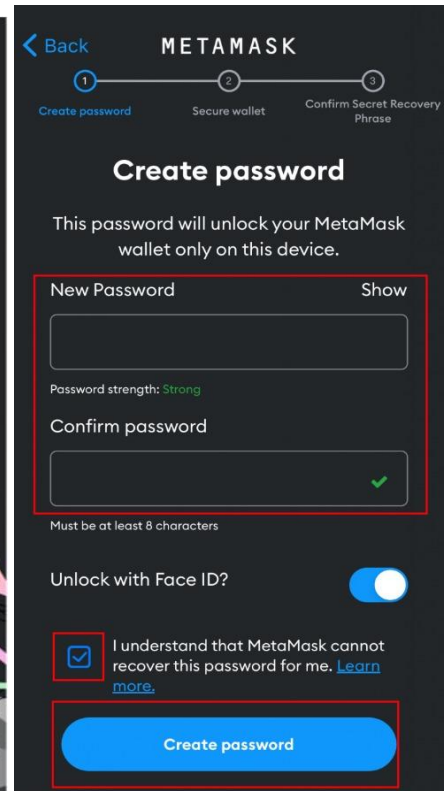 Back METAMASK
1 2 3
Create password Secure wallet Confirm Secret Recovery
Phrase
Create password
This password will unlock your MetaMask
wallet only on this device.
New Password Show
Password strength: Strong
Confirm password
Must be at least 8 characters
Unlock with Face ID?
I understand that MetaMask cannot
recover this password for me. Learn
more.
Create password